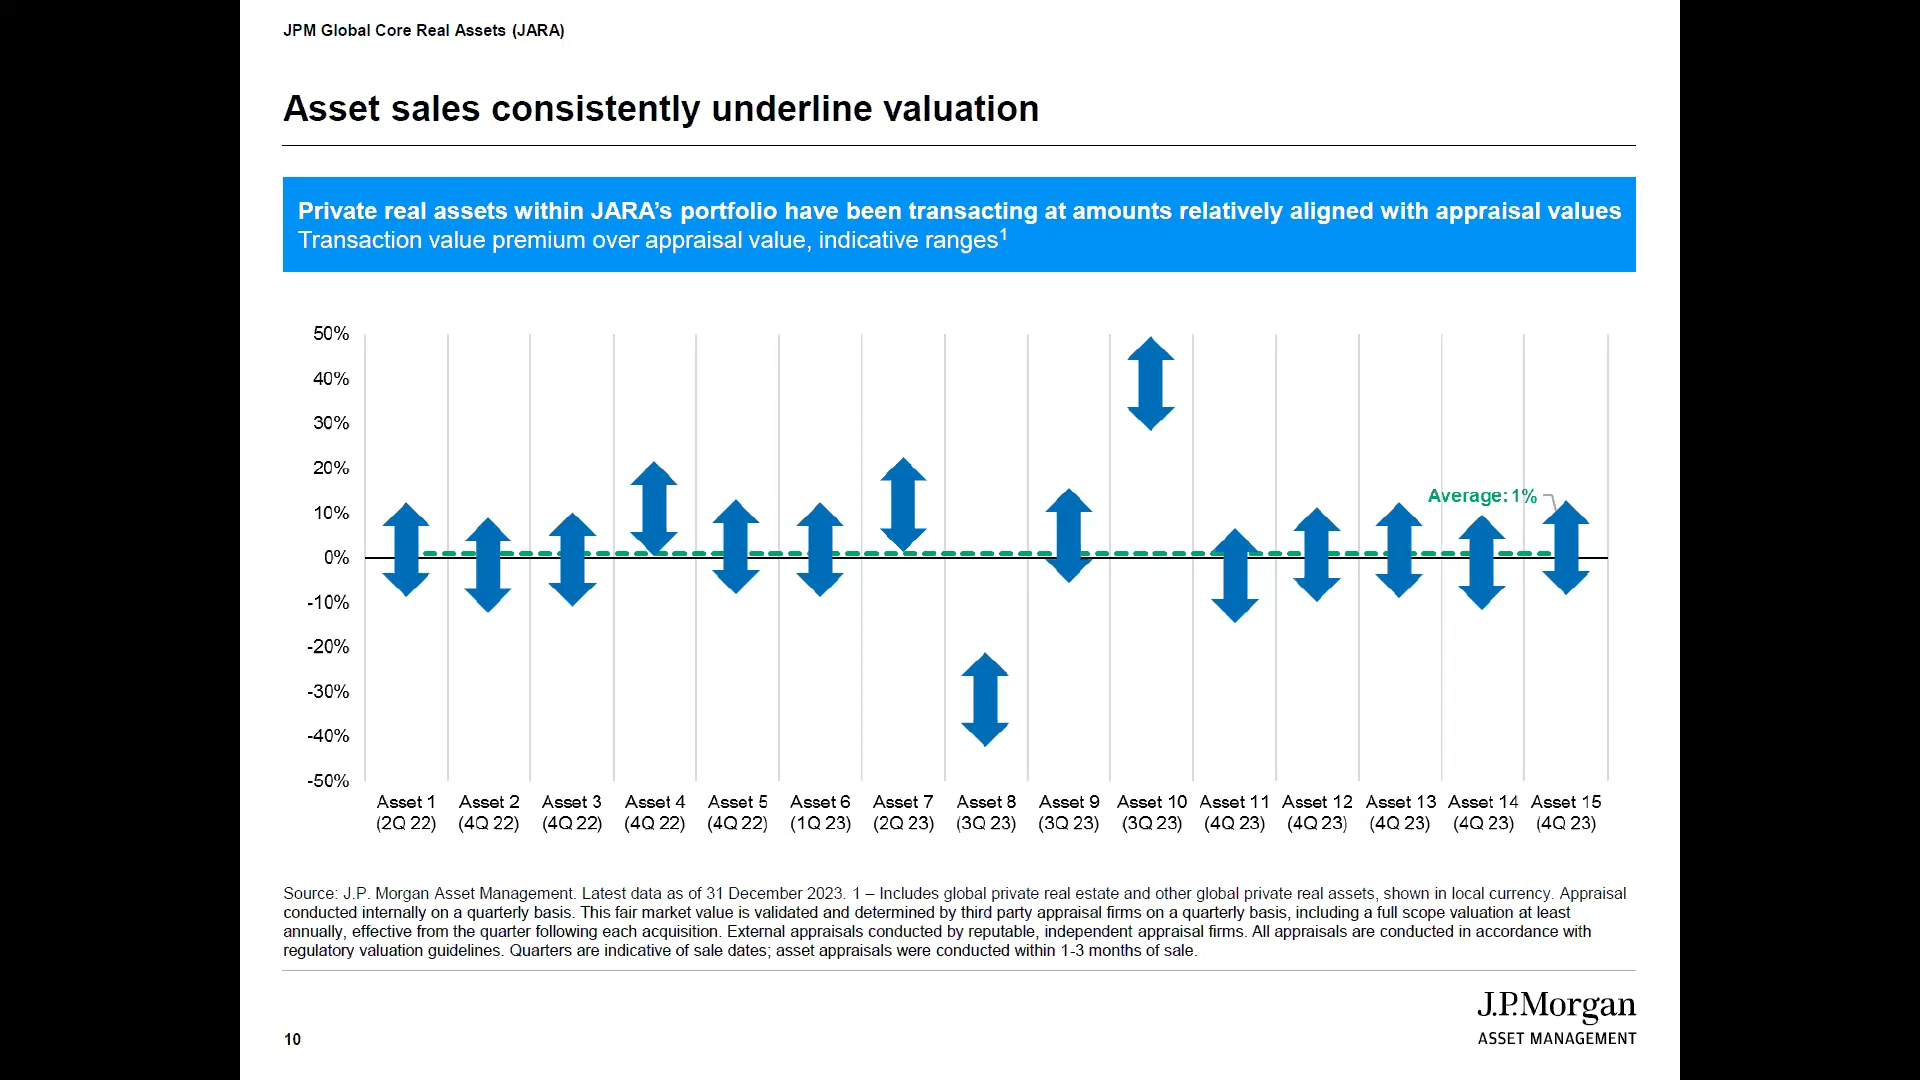 JPM Global Core Real Assets (JARA)
Asset sales consistently underline valuation
Private real assets within JARA's portfolio have been transacting at amounts relatively aligned with appraisal values
Transaction value premium over appraisal value, indicative ranges1
50%
40%
30%
20%
10%
0%
-10%
-20%
-30%
-40%
-50%
Average: 1%
Asset 1 Asset 2 Asset 3 Asset 4 Asset 5 Asset 6 Asset 7 Asset 8 Asset 9 Asset 10 Asset 11 Asset 12 Asset 13 Asset 14 Asset 15
(2Q 22) (4Q 22) (4Q 22) (4Q 22) (4Q 22) (1Q 23) (2Q 23) (3Q 23) (3Q 23) (3Q 23) (4Q 23) (4Q 23) (4Q 23) (4Q 23) (4Q 23)
Source: J.P. Morgan Asset Management. Latest data as of 31 December 2023. 1 – Includes global private real estate and other global private real assets, shown in local currency. Appraisal
conducted internally on a quarterly basis. This fair market value is validated and determined by third party appraisal firms on a quarterly basis, including a full scope valuation at least
annually, effective from the quarter following each acquisition. External appraisals conducted by reputable, independent appraisal firms. All appraisals are conducted in accordance with
regulatory valuation guidelines. Quarters are indicative of sale dates; asset appraisals were conducted within 1-3 months of sale.
J.P.Morgan
ASSET MANAGEMENT
10